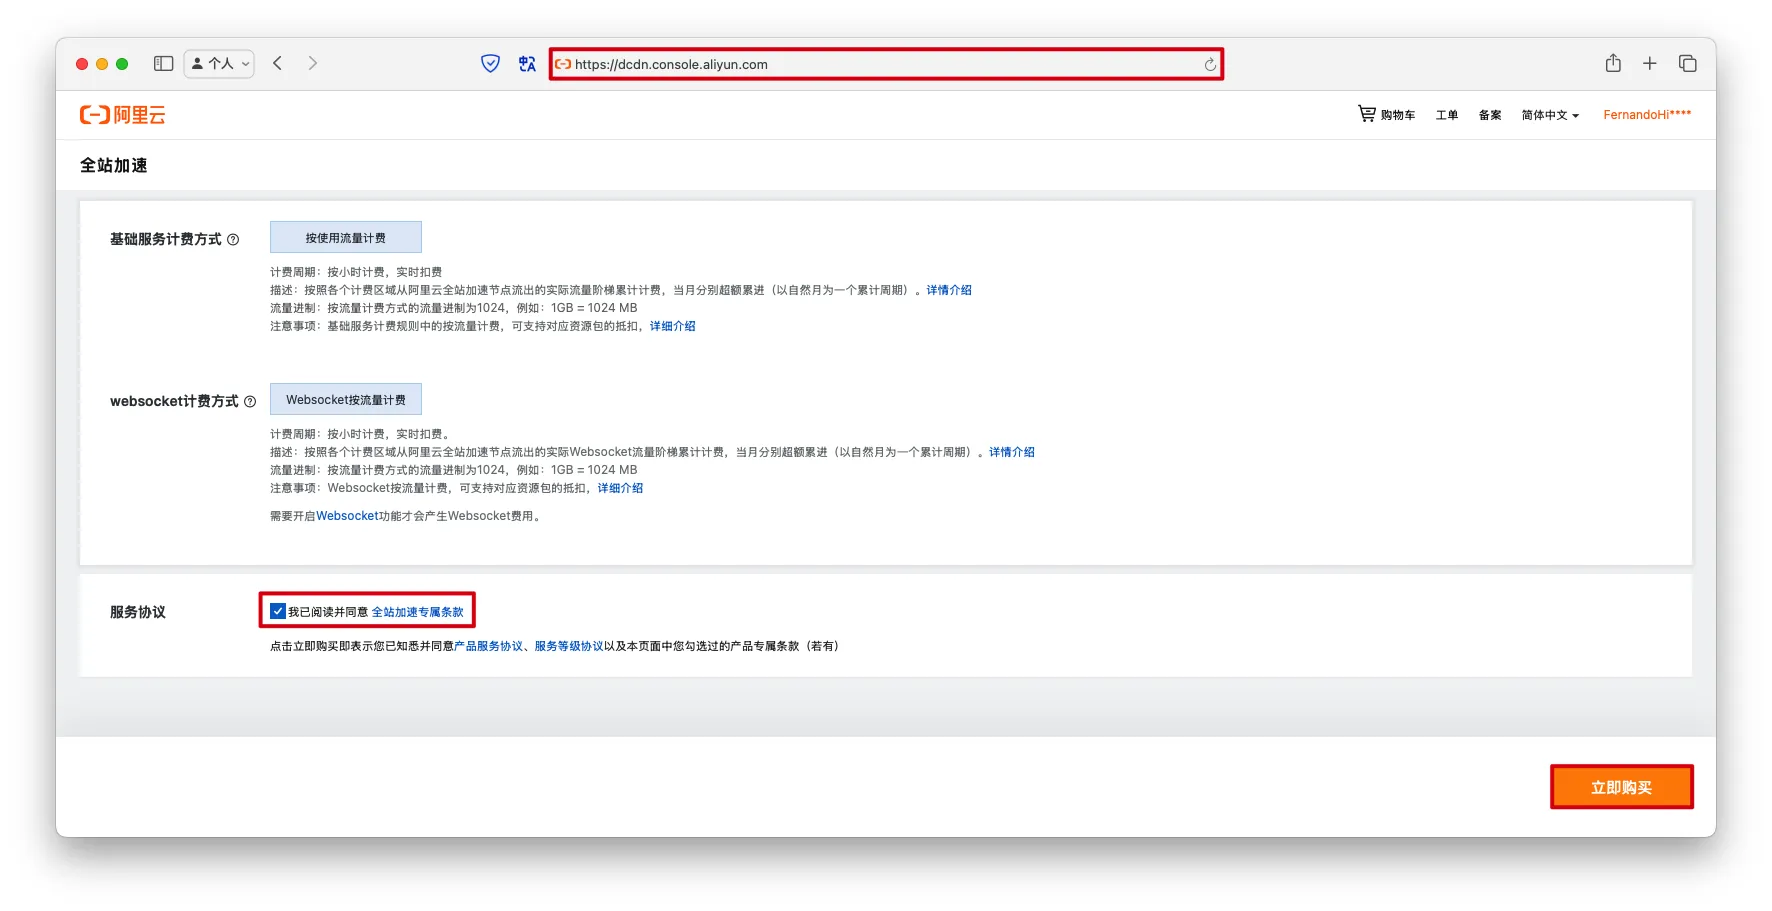 个人
https://dcdn.console.aliyun.com
阿里云
购物车 工单 备案 简体中文 FernandoHi****
全站加速
基础服务计费方式
按使用流量计费
计费周期：按小时计费，实时扣费
描述：按照各个计费区域从阿里云全站加速节点流出的实际流量阶梯累计计费，当月分别超额累进（以自然月为一个累计周期）。详情介绍
流量进制：按流量计费方式的流量进制为1024，例如：1GB = 1024 MB
注意事项：基础服务计费规则中的按流量计费，可支持对应资源包的抵扣，详细介绍
websocket计费方式
Websocket按流量计费
计费周期：按小时计费，实时扣费。
描述：按照各个计费区域从阿里云全站加速节点流出的实际Websocket流量阶梯累计计费，当月分别超额累进（以自然月为一个累计周期）。详情介绍
流量进制：按流量计费方式的流量进制为1024，例如：1GB = 1024 MB
注意事项：Websocket按流量计费，可支持对应资源包的抵扣，详细介绍
需要开启Websocket功能才会产生Websocket费用。
服务协议
我已阅读并同意 全站加速专属条款
点击立即购买即表示您已知悉并同意产品服务协议、服务等级协议以及本页面中您勾选过的产品专属条款（若有）
立即购买